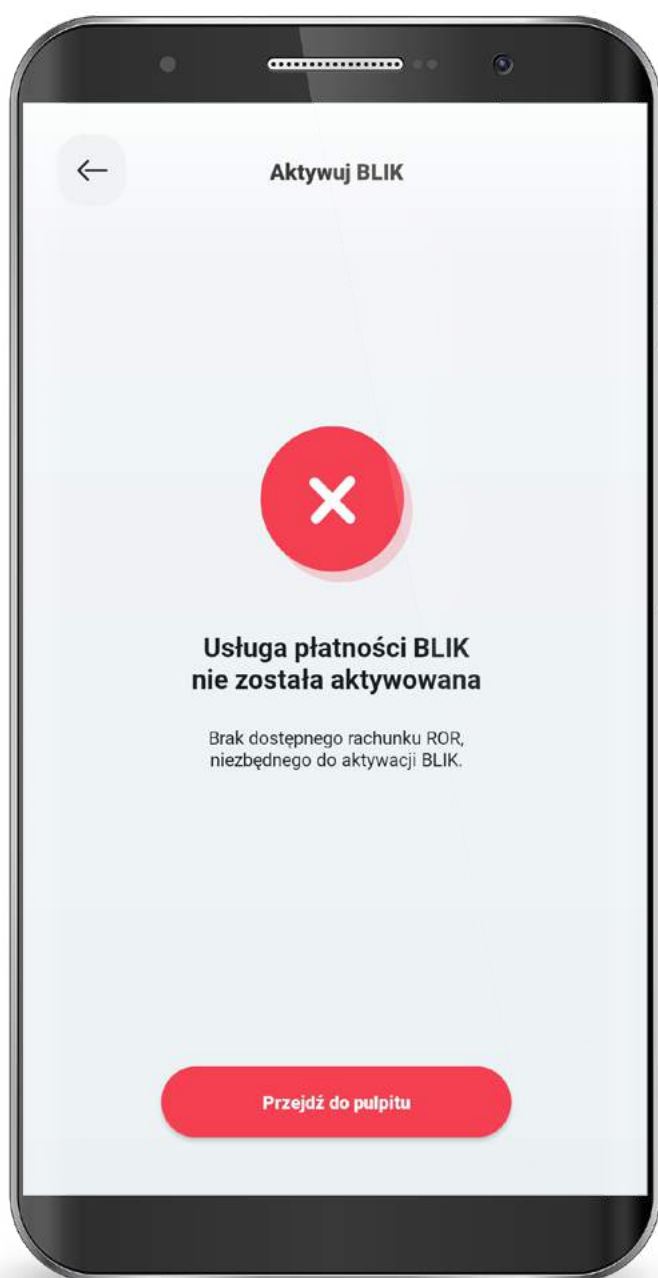 Aktywuj BLIK
Usługa płatności BLIK
nie została aktywowana
Brak dostępnego rachunku ROR,
niezbędnego do aktywacji BLIK.
Przejdź do pulpitu